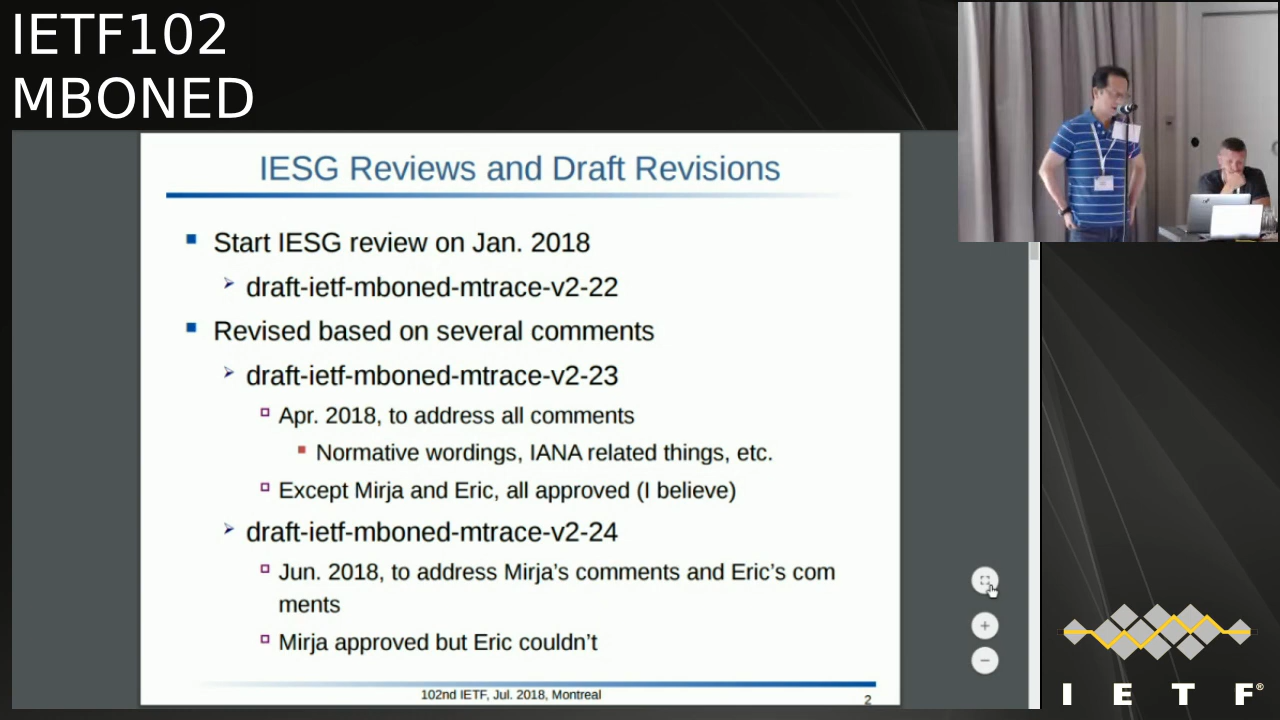 IETF102
MBONED
IESG Reviews and Draft Revisions
Start IESG review on Jan. 2018
draft-ietf-mboned-mtrace-v2-22
Revised based on several comments
draft-ietf-mboned-mtrace-v2-23
Apr. 2018, to address all comments
Normative wordings, IANA related things, etc.
Except Mirja and Eric, all approved (I believe)
draft-ietf-mboned-mtrace-v2-24
Jun. 2018, to address Mirja’s comments and Eric’s com
ments
Mirja approved but Eric couldn’t
102nd IETF, Jul. 2018, Montreal
2
I E T F®